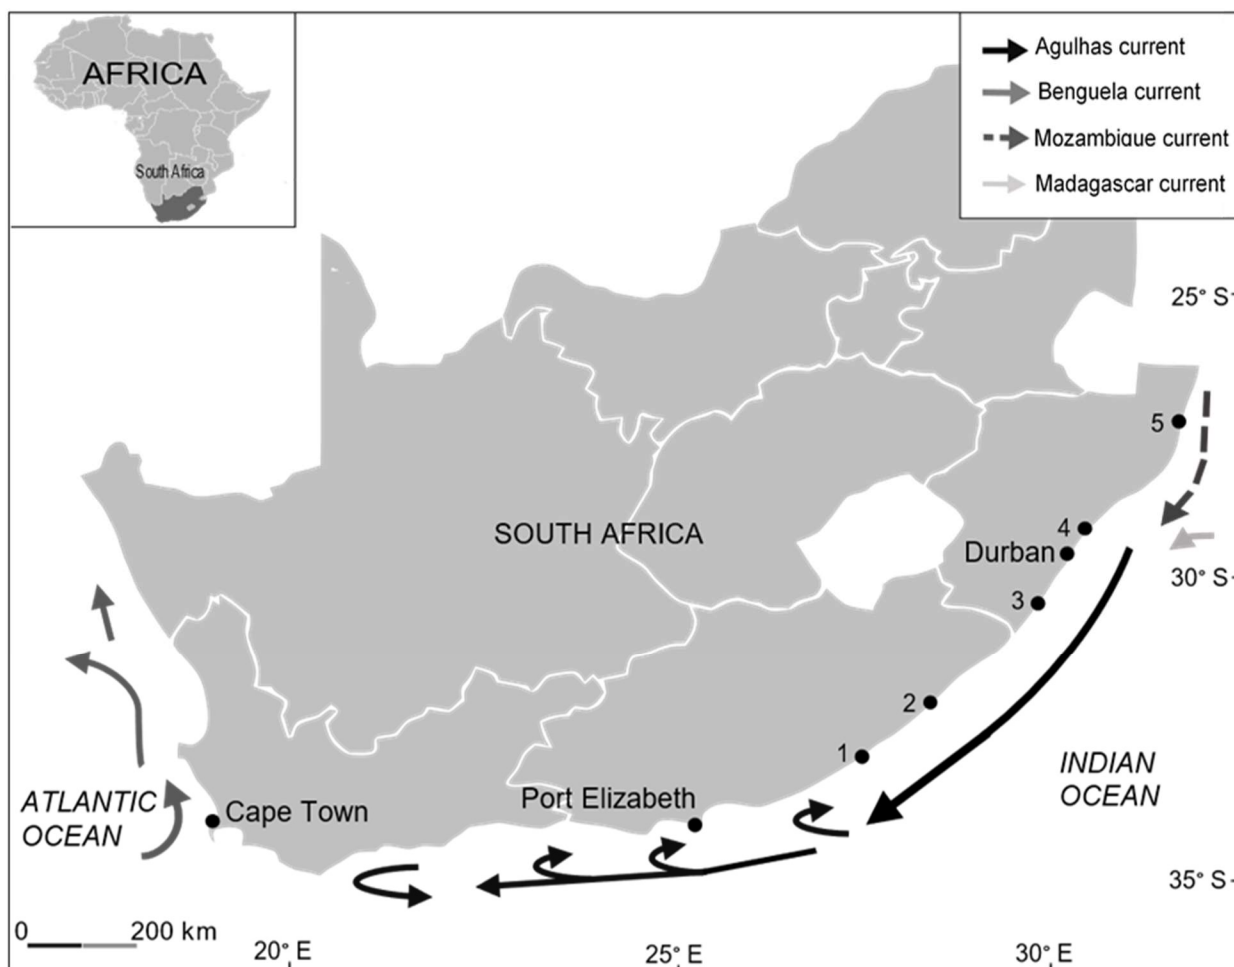 AFRICA
South Africa
Agulhas current
Benguela current
Mozambique current
Madagascar current
25° S
5
SOUTH AFRICA
4
Durban
30° S
3
2
1
INDIAN
OCEAN
Port Elizabeth
ATLANTIC
OCEAN
Cape Town
35° S
0
200 km
20° E
25° E
30° E